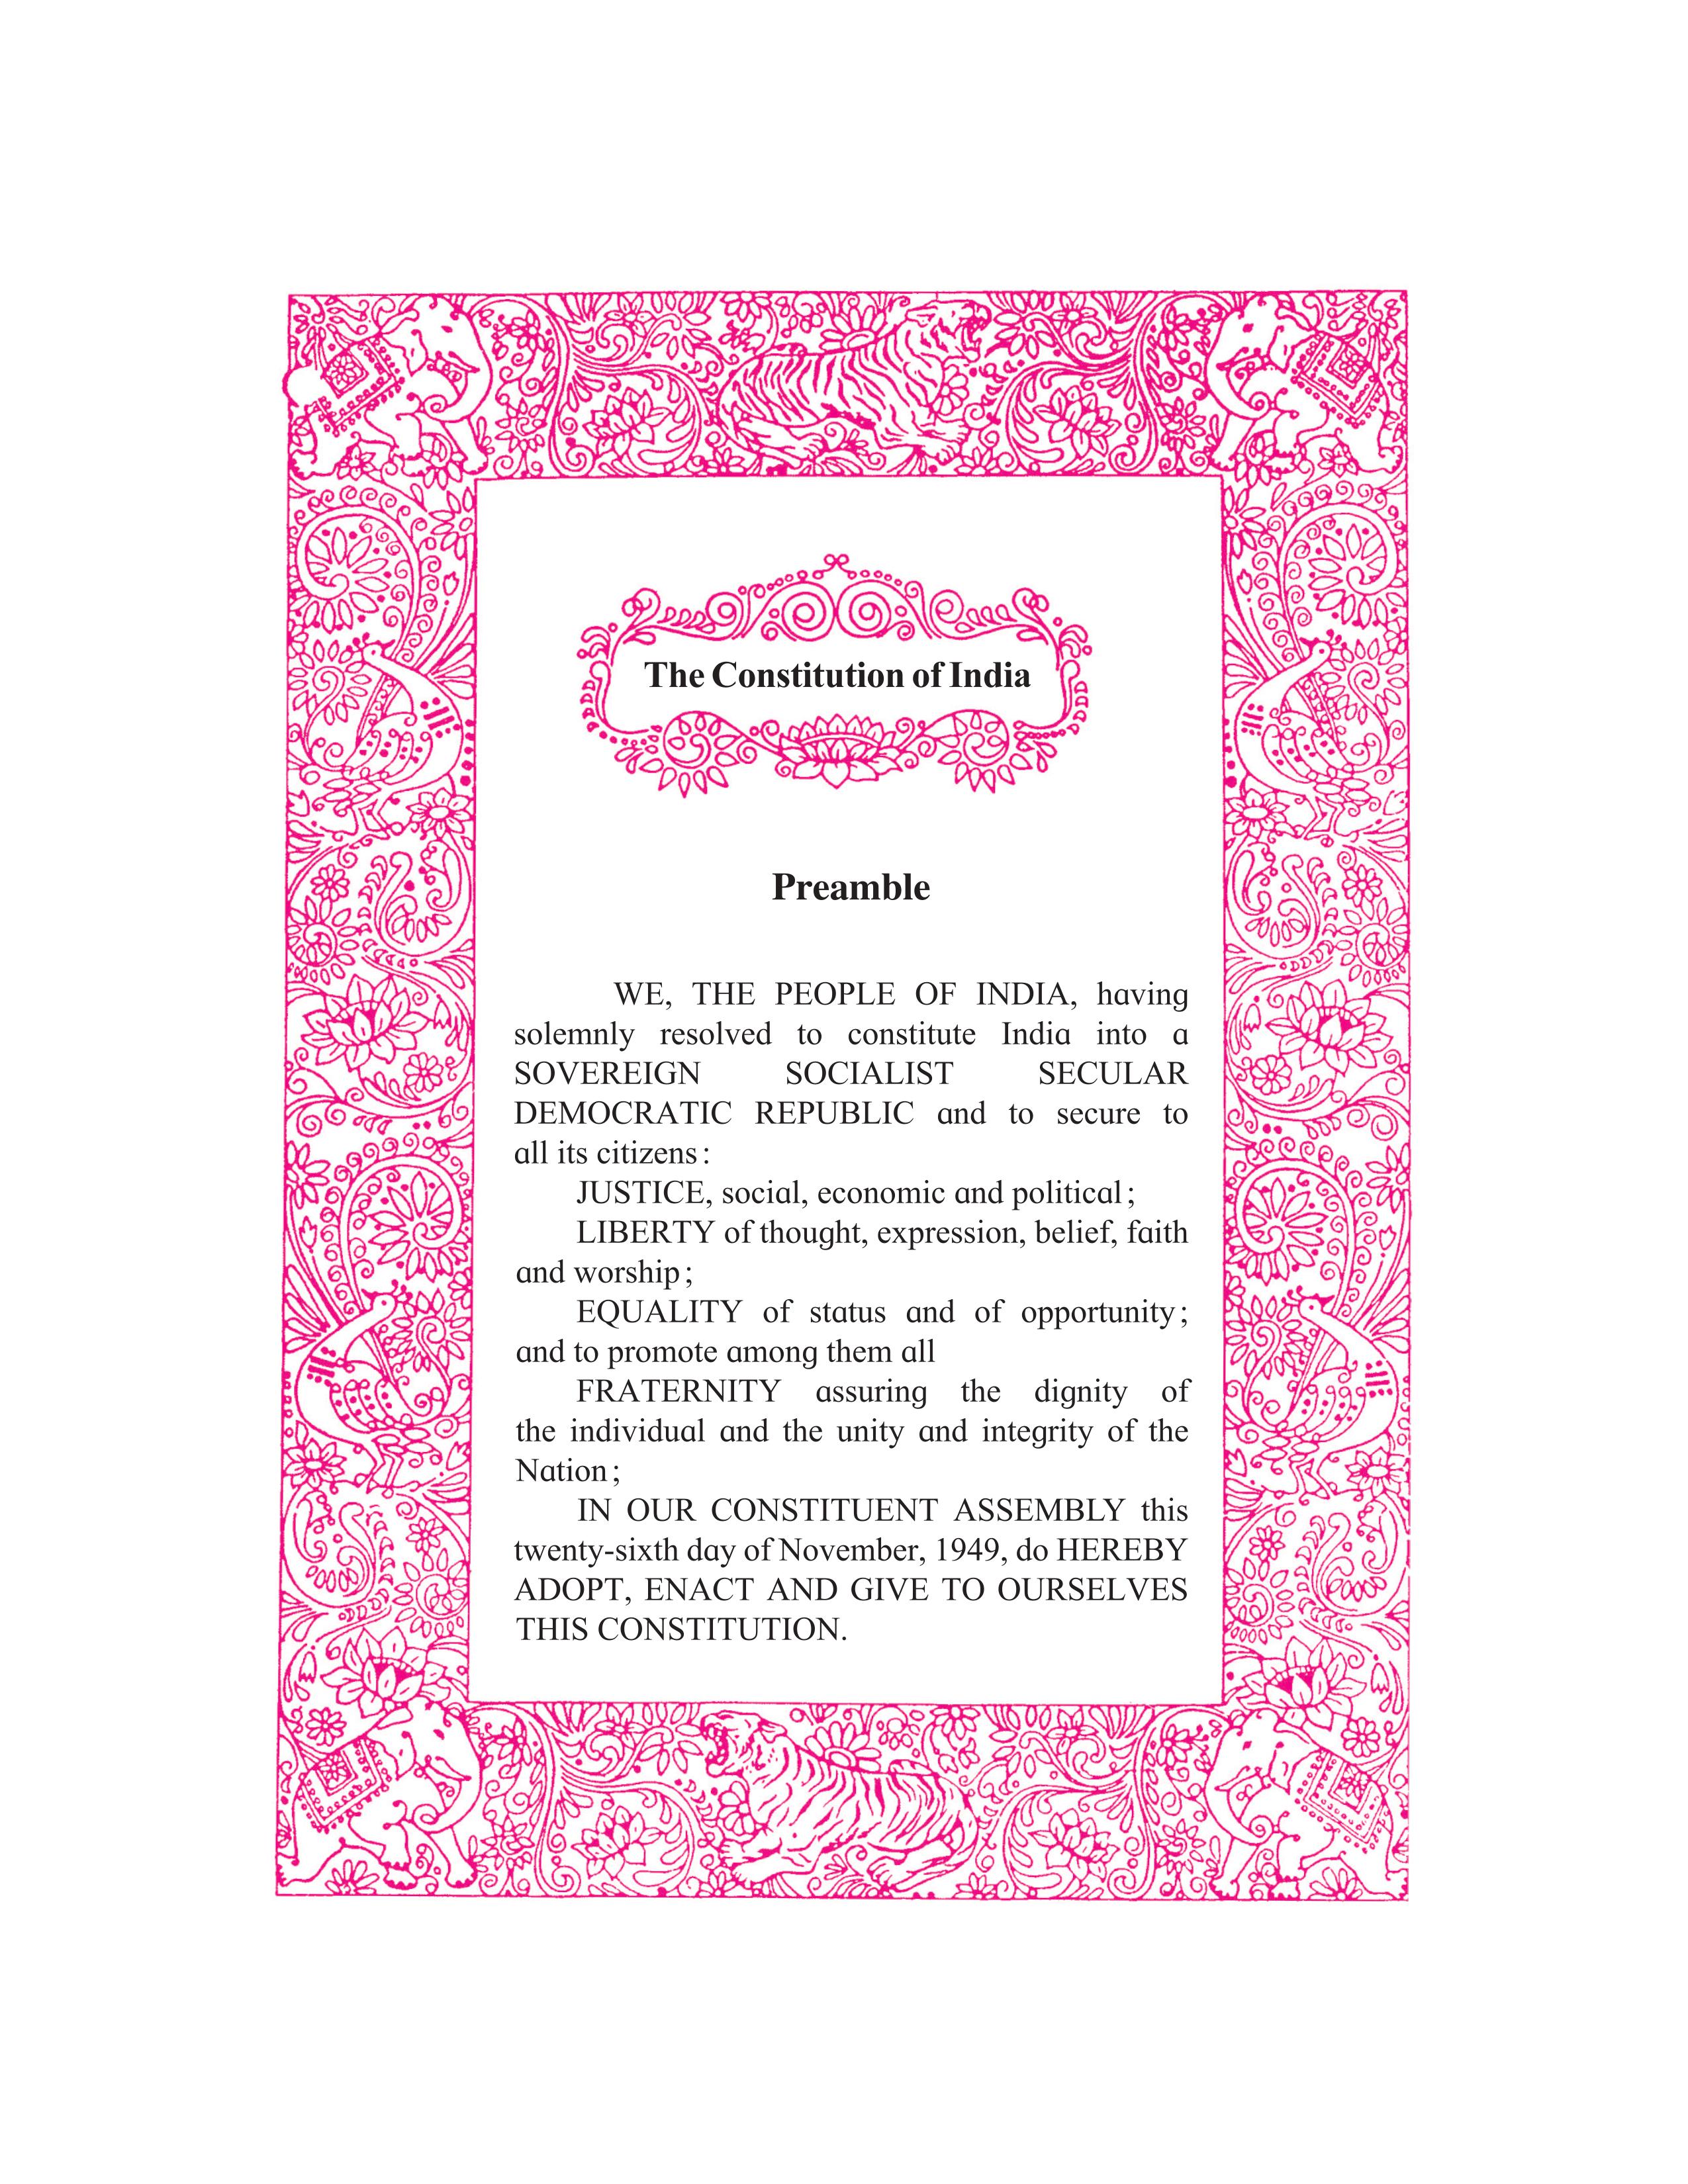 The Constitution of India
Preamble
WE, THE PEOPLE OF INDIA, having
solemnly resolved to constitute India into a
SOVEREIGN SOCIALIST SECULAR
DEMOCRATIC REPUBLIC and to secure to
all its citizens :
JUSTICE, social, economic and political ;
LIBERTY of thought, expression, belief, faith
and worship ;
EQUALITY of status and of opportunity ;
and to promote among them all
FRATERNITY assuring the dignity of
the individual and the unity and integrity of the
Nation ;
IN OUR CONSTITUENT ASSEMBLY this
twenty-sixth day of November, 1949, do HEREBY
ADOPT, ENACT AND GIVE TO OURSELVES
THIS CONSTITUTION.